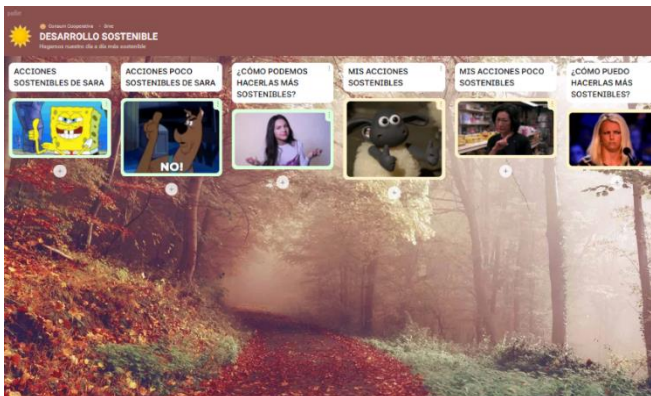 padlet
DESARROLLO SOSTENIBLE
Hagamos nuestro día a día más sostenible
ACCIONES
SOSTENIBLES DE SARA
ACCIONES POCO
SOSTENIBLES DE SARA
¿CÓMO PODEMOS
HACERLAS MÁS
SOSTENIBLES?
MIS ACCIONES
SOSTENIBLES
MIS ACCIONES POCO
SOSTENIBLES
¿CÓMO PUEDO
HACERLAS MÁS
SOSTENIBLES?
NO!